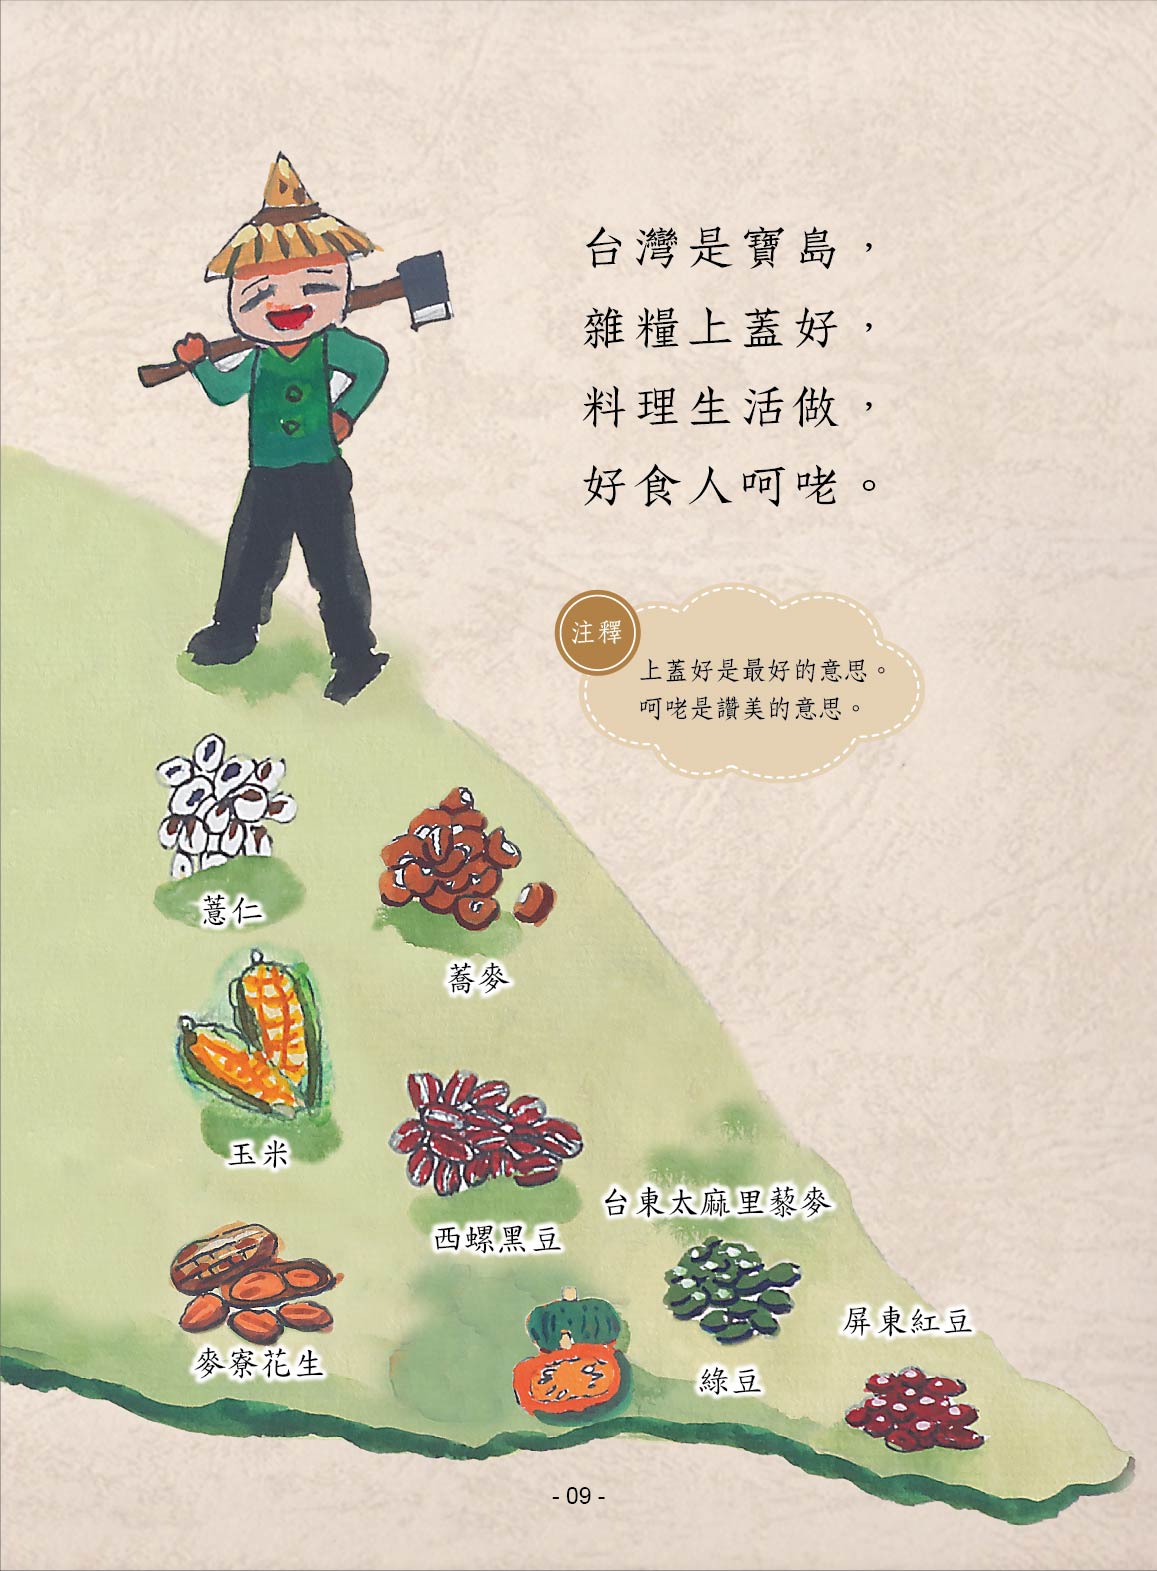 台灣是寶島，
雜糧上蓋好，
料理生活做，
好食人呵咾。
注釋
上蓋好是最好的意思。
呵咾是讚美的意思。
薏仁
蕎麥
玉米
西螺黑豆
台東太麻里藜麥
麥寮花生
綠豆
屏東紅豆
- 09 -